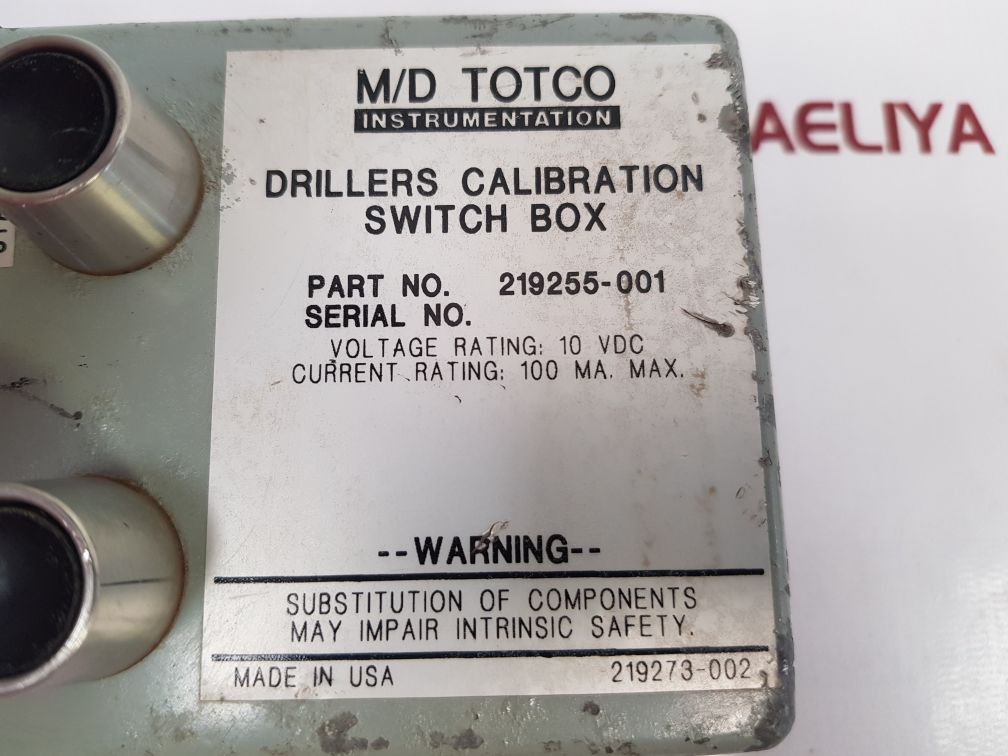 M/D TOTCO
INSTRUMENTATION
DRILLERS CALIBRATION
SWITCH BOX
PART NO. 219255-001
SERIAL NO.
VOLTAGE RATING: 10 VDC
CURRENT RATING: 100 MA. MAX.
--WARNING--
SUBSTITUTION OF COMPONENTS
MAY IMPAIR INTRINSIC SAFETY.
MADE IN USA 219273-002
AELIYA